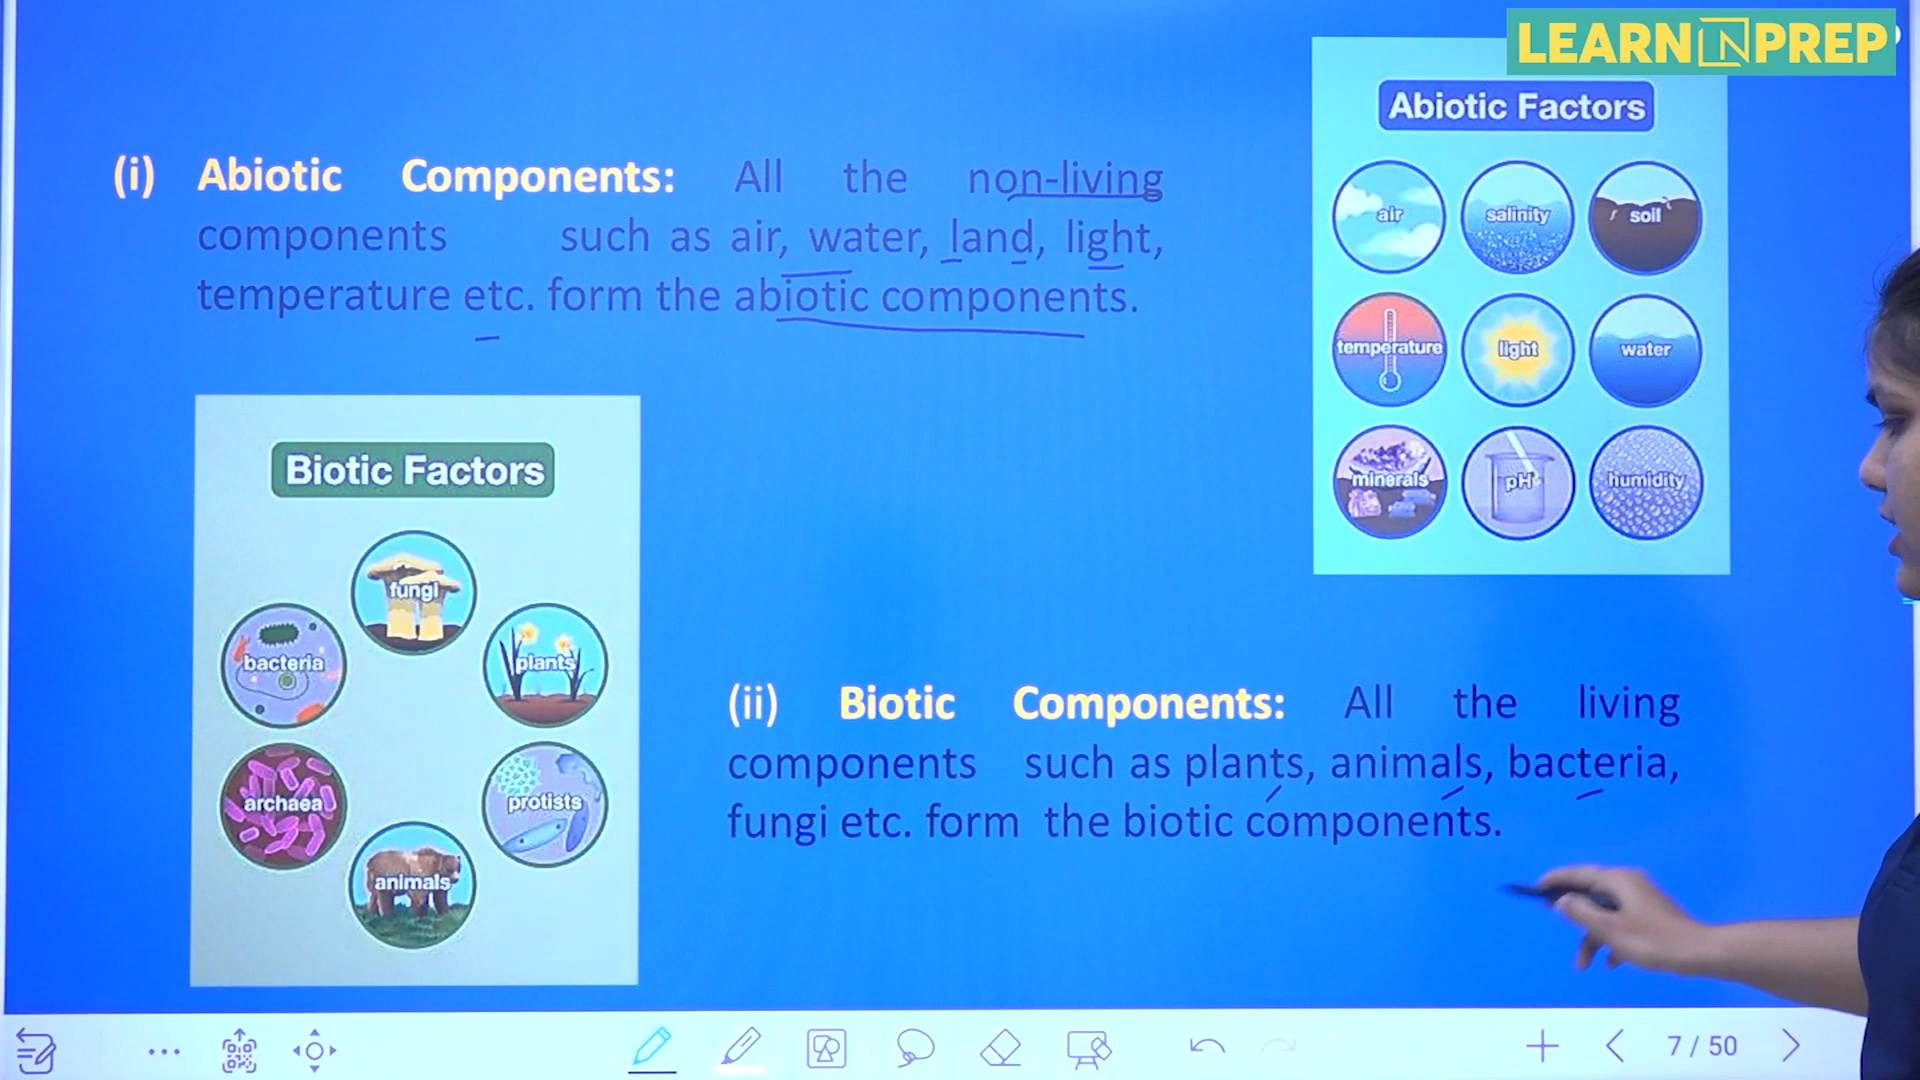 LEARN LN PREP
Abiotic Factors
(i) Abiotic Components: All the non-living
components such as air, water, land, light,
temperature etc. form the abiotic components.
air
salinity
soil
temperature
light
water
minerals
pH
humidity
Biotic Factors
fungi
bacteria
plants
archaea
protists
animals
(ii) Biotic Components: All the living
components such as plants, animals, bacteria,
fungi etc. form the biotic components.
7 / 50